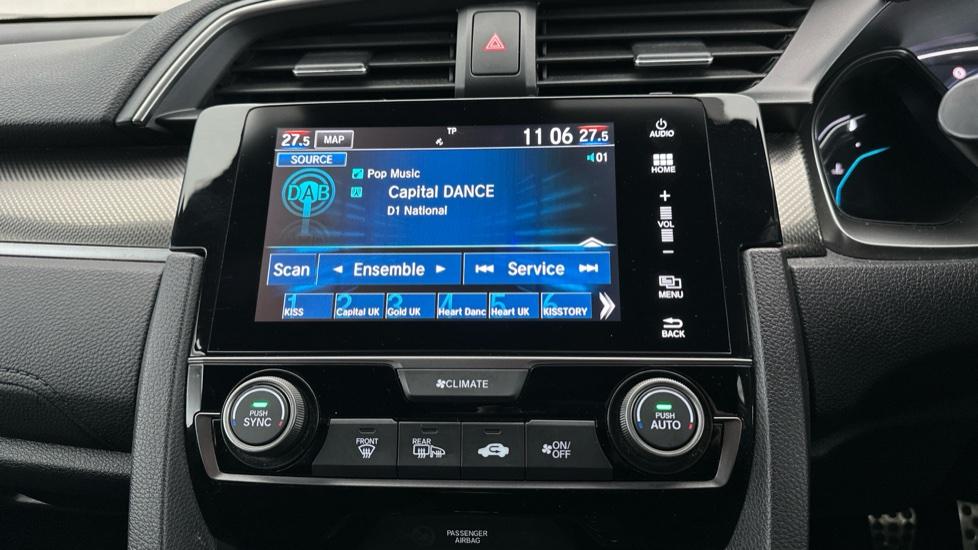 27.5 MAP TP 11 06 27.5
SOURCE 01
DAB
Pop Music
Capital DANCE
D1 National
Scan Ensemble Service
1 2 3 4 5 6
KISS Capital UK Gold UK Heart Danc Heart UK KISSTORY
AUDIO
HOME
+
VOL
−
MENU
BACK
CLIMATE
PUSH
SYNC
FRONT
REAR
ON/
OFF
PUSH
AUTO
PASSENGER
AIRBAG